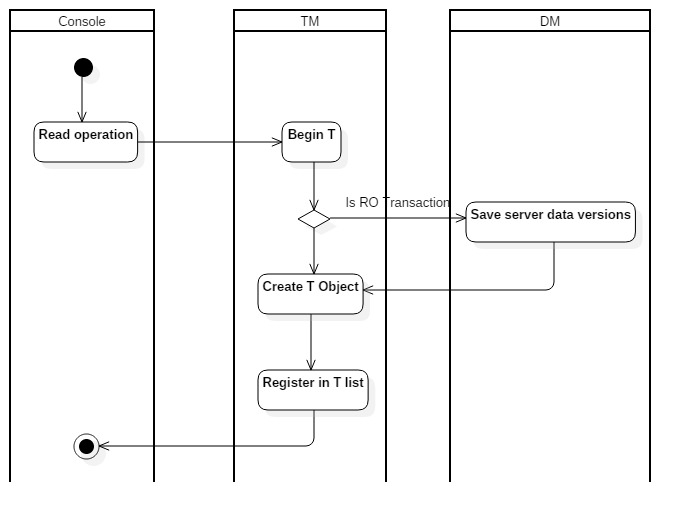 Console
TM
DM
Read operation
Begin T
Is RO Transaction
Save server data versions
Create T Object
Register in T list